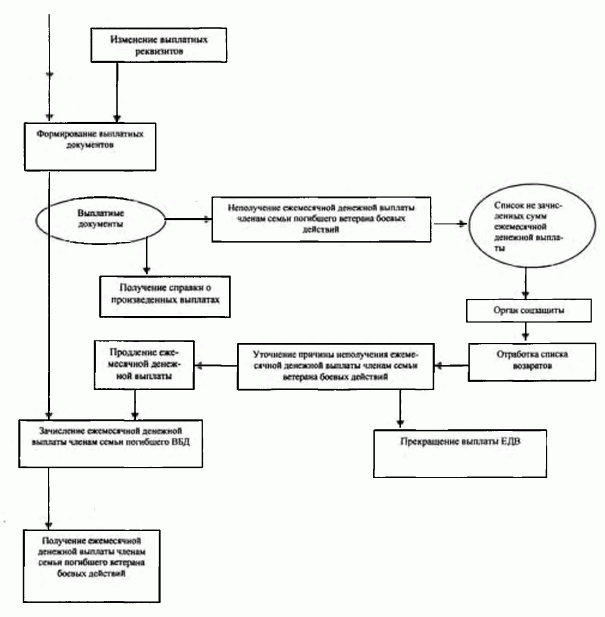 Изменение выплатных
реквизитов
Формирование выплатных
документов
Выплатные
документы
Неполучение ежемесячной денежной выплаты
членам семьи погибшего ветерана боевых
действий
Список не зачис-
ленных сумм
ежемесячной
денежной выпла-
ты
Получение справки о
произведенных выплатах
Орган соцзащиты
Продление еже-
месячной денеж-
ной выплаты
Уточнение причины неполучения ежеме-
сячной денежной выплаты членам семьи
ветерана боевых действий
Отработка списка
возвратов
Зачисление ежемесячной денежной
выплаты членам семьи погибшего ВБД
Прекращение выплаты ЕДВ
Получение ежемесячной
денежной выплаты членам
семьи погибшего ветерана
боевых действий